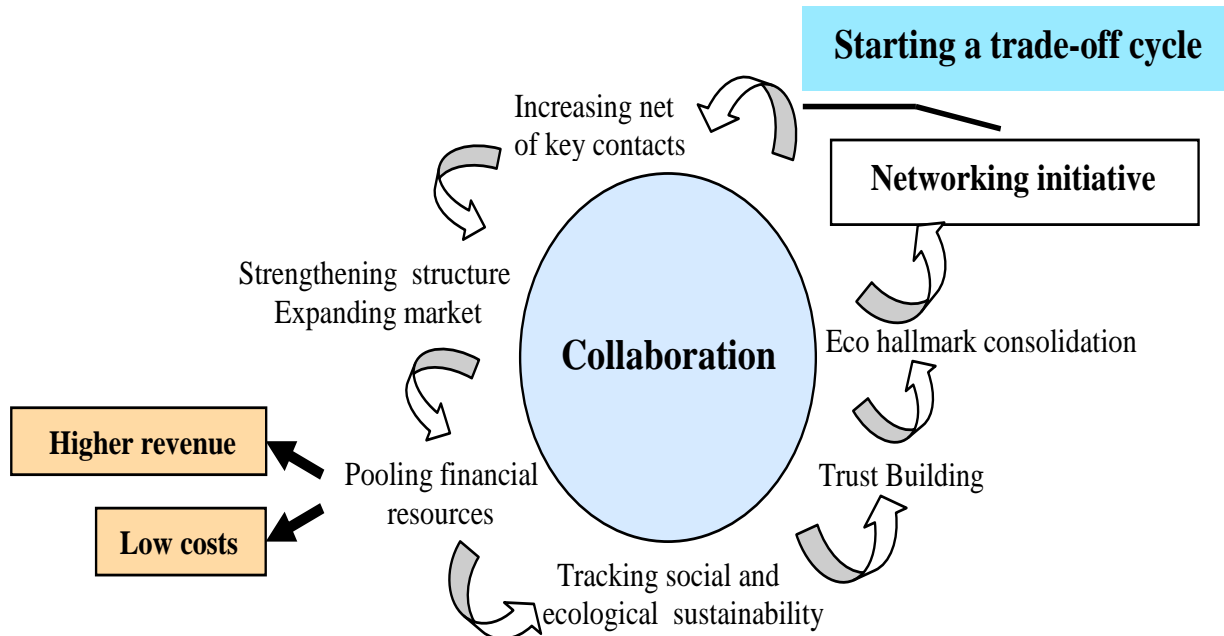 Starting a trade-off cycle
Increasing net
of key contacts
Networking initiative
Strengthening structure
Expanding market
Collaboration
Eco hallmark consolidation
Higher revenue
Pooling financial
resources
Trust Building
Low costs
Tracking social and
ecological sustainability